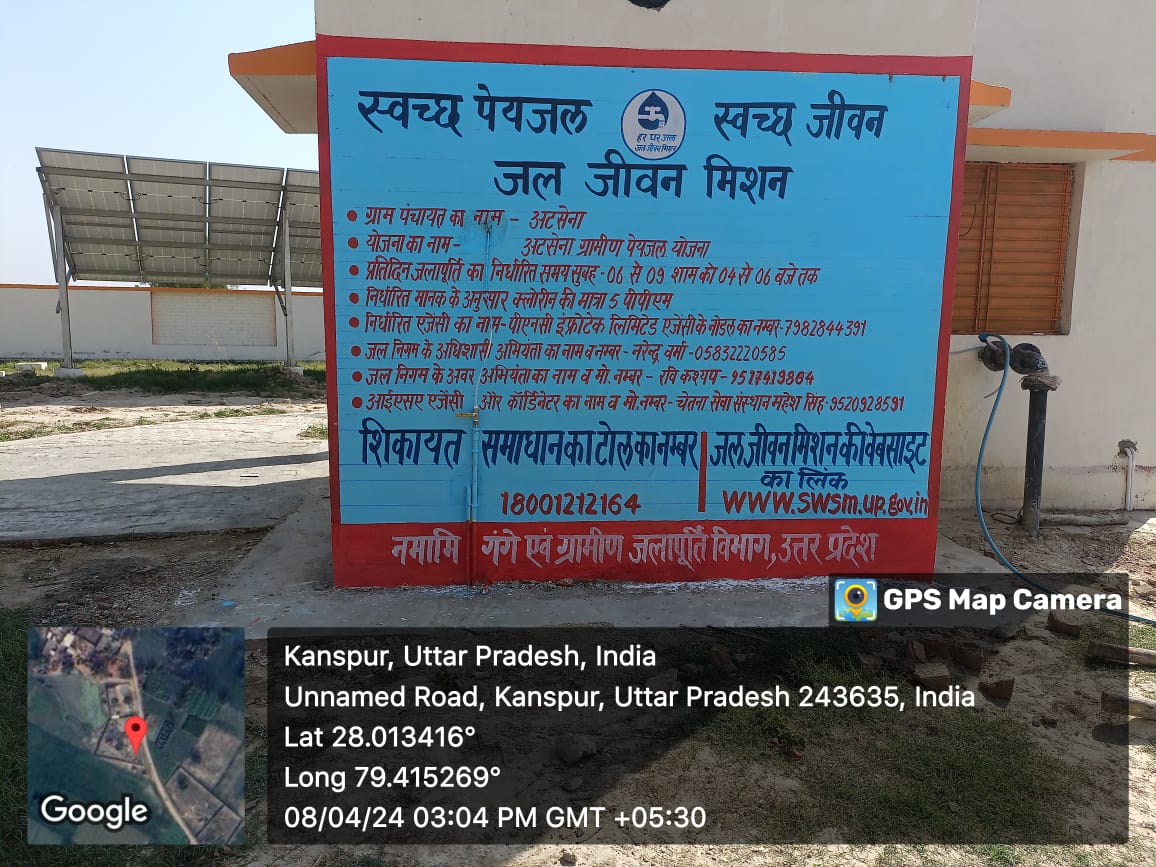 स्वच्छ पेयजल स्वच्छ जीवन
हर घर जल
जल जीवन मिशन
जल जीवन मिशन
• ग्राम पंचायत का नाम - अटसेना
• योजना का नाम - अटसेना ग्रामीण पेयजल योजना
• प्रतिदिन जलापूर्ति का निर्धारित समय सुबह - 06 से 09 शाम को 04 से 06 बजे तक
• निर्धारित मानक के अनुसार क्लोरीन की मात्रा 5 पीपीएम
• निर्धारित एजेंसी का नाम - पीएनसी इंफ्रोटेक लिमिटेड एजेंसी के नोडल का नम्बर - 7982844391
• जल निगम के अधिशासी अभियंता का नाम व नम्बर - नरेन्द्र वर्मा - 05832220585
• जल निगम के अवर अभियंता का नाम व मो. नम्बर - रवि कश्यप - 9517419864
• आईएसए एजेंसी और कॉर्डिनेटर का नाम व मो. नम्बर - चेतना सेवा संस्थान महेश सिंह - 9520928591
शिकायत समाधान का टोल का नम्बर
18001212164
जल जीवन मिशन की वेबसाइट
का लिंक
www.swsm.up.gov.in
नमामि गंगे एवं ग्रामीण जलापूर्ति विभाग, उत्तर प्रदेश
GPS Map Camera
Kanspur, Uttar Pradesh, India
Unnamed Road, Kanspur, Uttar Pradesh 243635, India
Lat 28.013416°
Long 79.415269°
08/04/24 03:04 PM GMT +05:30
Google